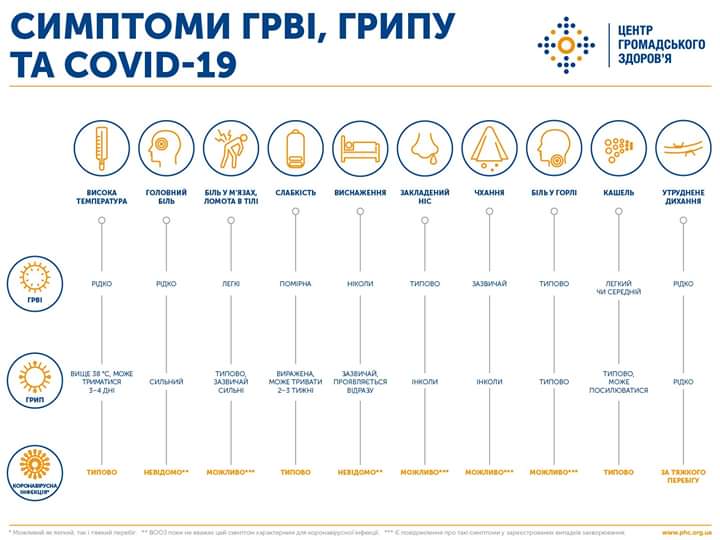 СИМПТОМИ ГРВІ, ГРИПУ
ТА COVID-19
ЦЕНТР
ГРОМАДСЬКОГО
ЗДОРОВ'Я
ВИСОКА
ТЕМПЕРАТУРА
ГОЛОВНИЙ
БІЛЬ
БІЛЬ У М'ЯЗАХ,
ЛОМОТА В ТІЛІ
СЛАБКІСТЬ
ВИСНАЖЕННЯ
ЗАКЛАДЕНИЙ
НІС
ЧХАННЯ
БІЛЬ У ГОРЛІ
КАШЕЛЬ
УТРУДНЕНЕ
ДИХАННЯ
ГРВІ
РІДКО
РІДКО
ЛЕГКІ
ПОМІРНА
НІКОЛИ
ТИПОВО
ЗАЗВИЧАЙ
ТИПОВО
ЛЕГКИЙ
ЧИ СЕРЕДНІЙ
РІДКО
ГРИП
ВИЩЕ 38 °С, МОЖЕ
ТРИМАТИСЯ
3–4 ДНІ
СИЛЬНИЙ
ТИПОВО,
ЗАЗВИЧАЙ
СИЛЬНІ
ВИРАЖЕНА,
МОЖЕ ТРИВАТИ
2–3 ТИЖНІ
ЗАЗВИЧАЙ,
ПРОЯВЛЯЄТЬСЯ
ВІДРАЗУ
ІНКОЛИ
ІНКОЛИ
ТИПОВО
ТИПОВО,
МОЖЕ
ПОСИЛЮВАТИСЯ
РІДКО
КОРОНАВІРУСНА
ІНФЕКЦІЯ*
ТИПОВО
НЕВІДОМО**
МОЖЛИВО***
ТИПОВО
НЕВІДОМО**
МОЖЛИВО***
МОЖЛИВО***
МОЖЛИВО***
ТИПОВО
ЗА ТЯЖКОГО
ПЕРЕБІГУ
* Можливий як легкий, так і тяжкий перебіг. ** ВООЗ поки не вважає цей симптом характерним для коронавірусної інфекції. *** Є повідомлення про такі симптоми у зареєстрованих випадках захворювання.
www.phc.org.ua